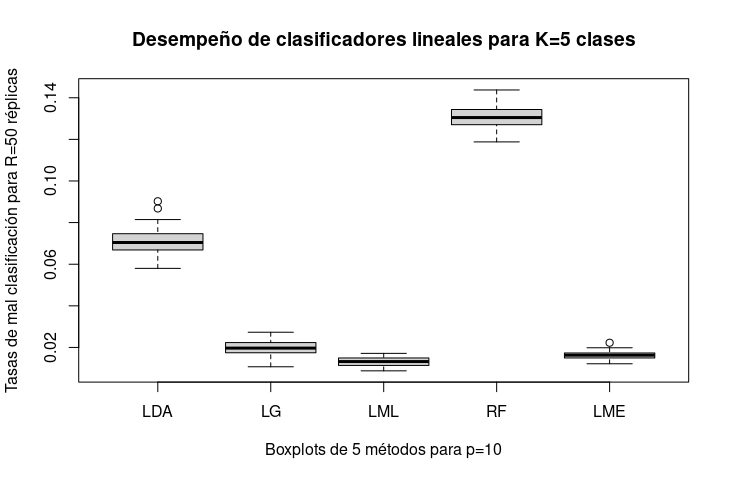 Desempeño de clasificadores lineales para K=5 clases
Tasas de mal clasificación para R=50 réplicas
0.14
0.10
0.06
0.02
LDA LG LML RF LME
Boxplots de 5 métodos para p=10